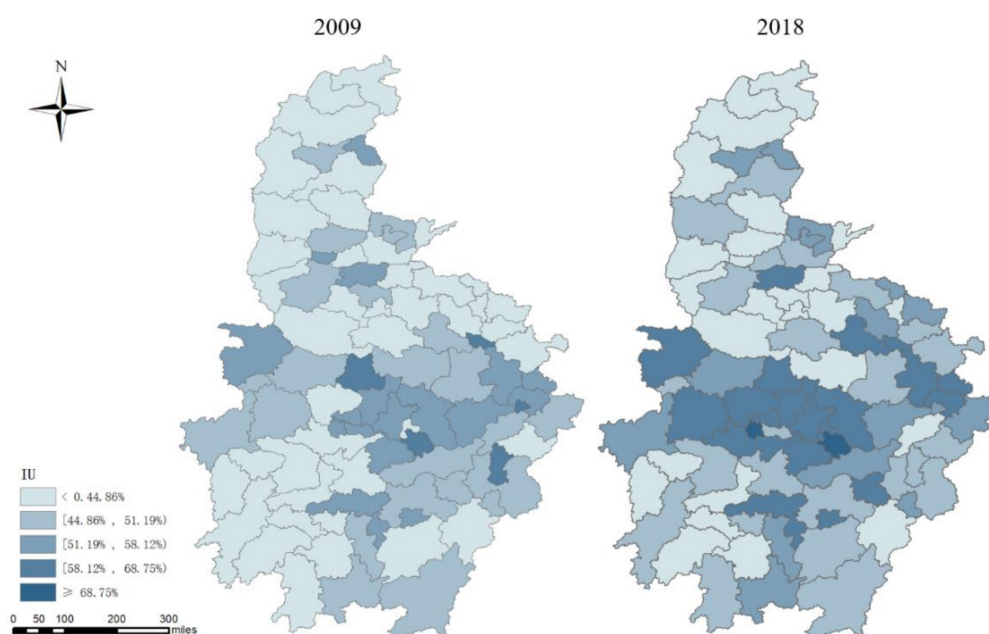 2009
2018
N
IU
< 0.44.86%
[44.86% , 51.19%)
[51.19% , 58.12%)
[58.12% , 68.75%)
≥ 68.75%
0 50 100 200 300
miles